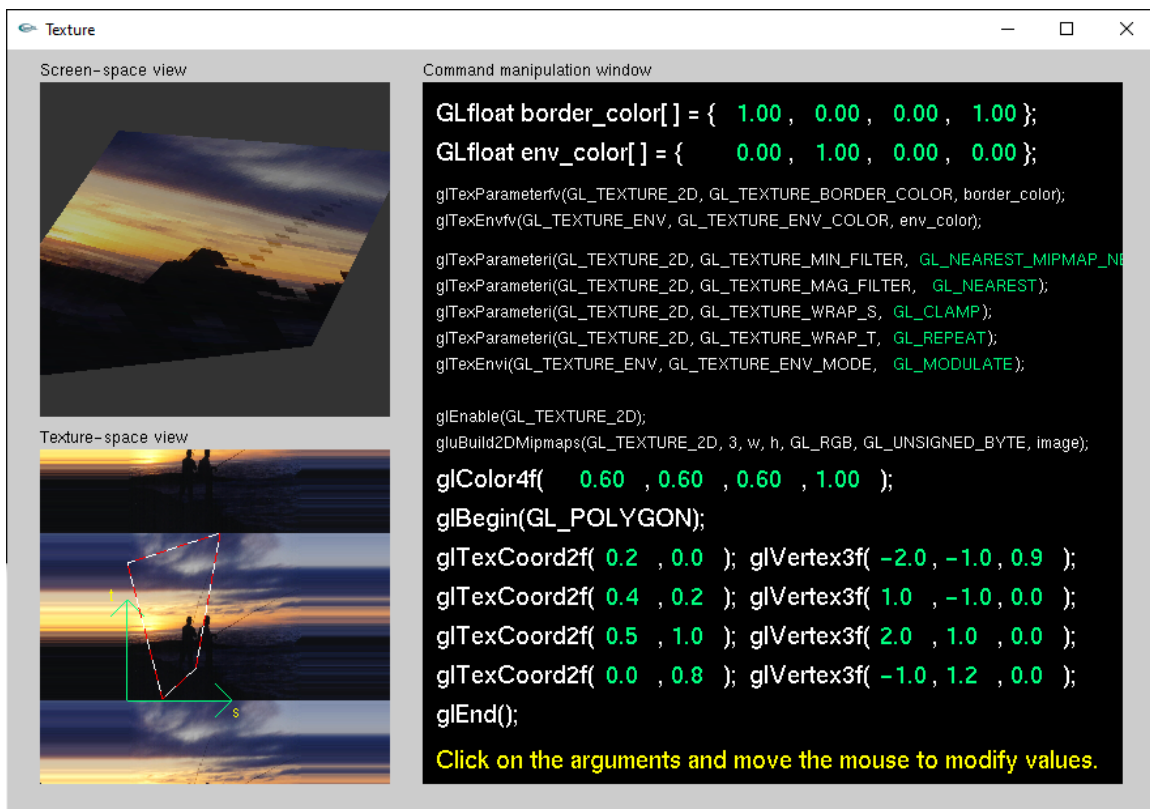 Texture
Screen-space view
Command manipulation window
GLfloat border_color[ ] = { 1.00 , 0.00 , 0.00 , 1.00 };
GLfloat env_color[ ] = { 0.00 , 1.00 , 0.00 , 0.00 };
glTexParameterfv(GL_TEXTURE_2D, GL_TEXTURE_BORDER_COLOR, border_color);
glTexEnvfv(GL_TEXTURE_ENV, GL_TEXTURE_ENV_COLOR, env_color);
glTexParameteri(GL_TEXTURE_2D, GL_TEXTURE_MIN_FILTER, GL_NEAREST_MIPMAP_NE
glTexParameteri(GL_TEXTURE_2D, GL_TEXTURE_MAG_FILTER, GL_NEAREST);
glTexParameteri(GL_TEXTURE_2D, GL_TEXTURE_WRAP_S, GL_CLAMP);
glTexParameteri(GL_TEXTURE_2D, GL_TEXTURE_WRAP_T, GL_REPEAT);
glTexEnvi(GL_TEXTURE_ENV, GL_TEXTURE_ENV_MODE, GL_MODULATE);
glEnable(GL_TEXTURE_2D);
gluBuild2DMipmaps(GL_TEXTURE_2D, 3, w, h, GL_RGB, GL_UNSIGNED_BYTE, image);
glColor4f( 0.60 , 0.60 , 0.60 , 1.00 );
glBegin(GL_POLYGON);
glTexCoord2f( 0.2 , 0.0 ); glVertex3f( -2.0 , -1.0 , 0.9 );
glTexCoord2f( 0.4 , 0.2 ); glVertex3f( 1.0 , -1.0 , 0.0 );
glTexCoord2f( 0.5 , 1.0 ); glVertex3f( 2.0 , 1.0 , 0.0 );
glTexCoord2f( 0.0 , 0.8 ); glVertex3f( -1.0 , 1.2 , 0.0 );
glEnd();
Click on the arguments and move the mouse to modify values.
Texture-space view
t
s